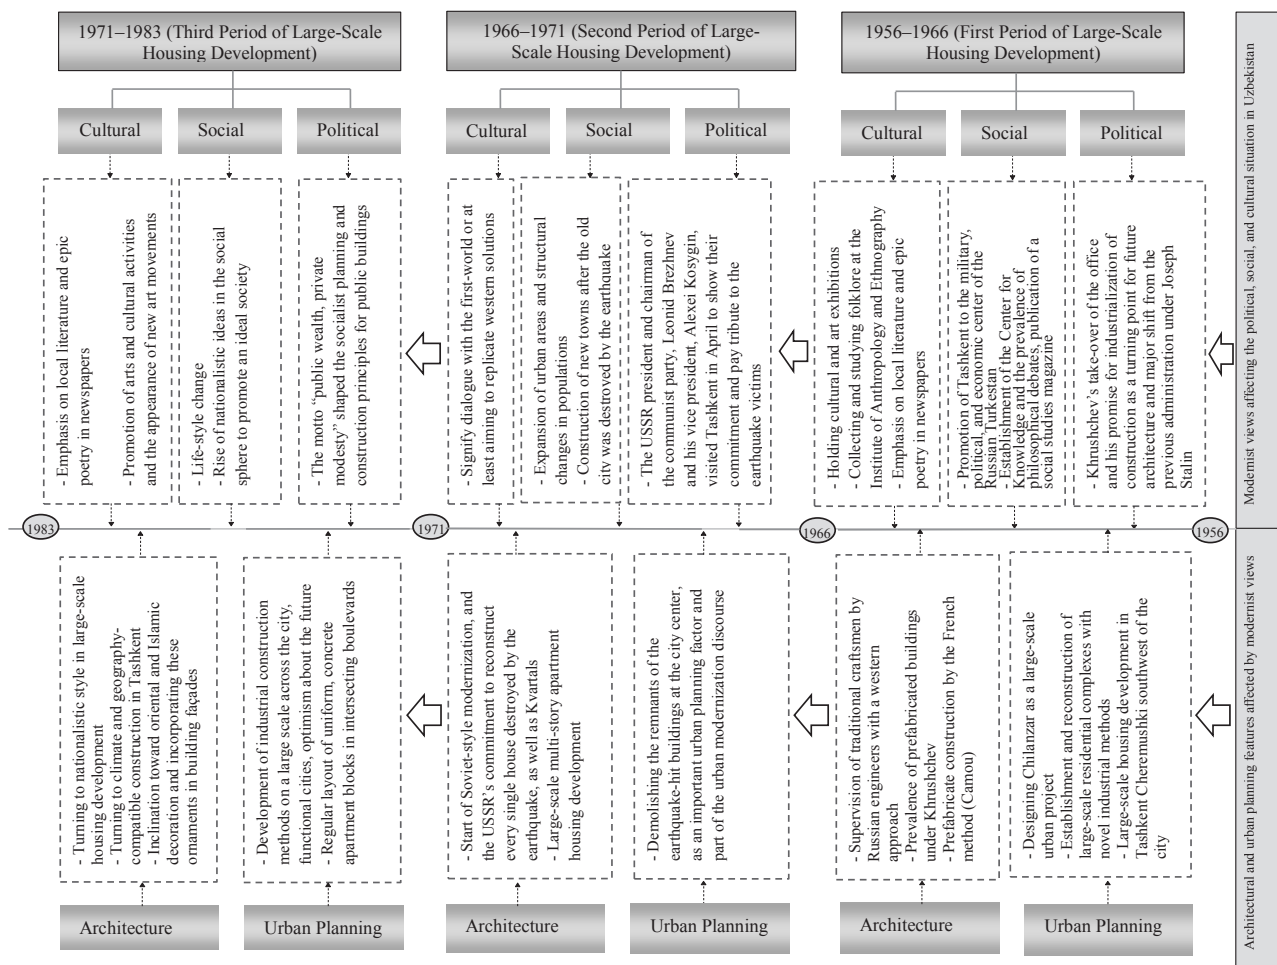 1971–1983 (Third Period of Large-Scale
Housing Development)
1966–1971 (Second Period of Large-
Scale Housing Development)
1956–1966 (First Period of Large-Scale
Housing Development)
Cultural
Social
Political
Cultural
Social
Political
Cultural
Social
Political
- Emphasis on local literature and epic
poetry in newspapers
- Promotion of arts and cultural activities
and the appearance of new art movements
- Life-style change
- Rise of nationalistic ideas in the social
sphere to promote an ideal society
- The motto “public wealth, private
modesty” shaped the socialist planning and
construction principles for public buildings
- Signify dialogue with the first-world or at
least aiming to replicate western solutions
- Expansion of urban areas and structural
changes in populations
- Construction of new towns after the old
city was destroyed by the earthquake
- The USSR president and chairman of
the communist party, Leonid Brezhnev
and his vice president, Alexei Kosygin,
visited Tashkent in April to show their
commitment and pay tribute to the
earthquake victims
- Holding cultural and art exhibitions
- Collecting and studying folklore at the
Institute of Anthropology and Ethnography
- Emphasis on local literature and epic
poetry in newspapers
- Promotion of Tashkent to the military,
political, and economic center of the
Russian Turkestan
- Establishment of the Center for
Knowledge and the prevalence of
philosophical debates, publication of a
social studies magazine
- Khrushchev’s take-over of the office
and his promise for industrialization of
construction as a turning point for future
architecture and major shift from the
previous administration under Joseph
Stalin
Modernist views affecting the political, social, and cultural situation in Uzbekistan
1983
1971
1966
1956
- Turning to nationalistic style in large-scale
housing development
- Turning to climate and geography-
compatible construction in Tashkent
- Inclination toward oriental and Islamic
decoration and incorporating these
ornaments in building façades
- Development of industrial construction
methods on a large scale across the city,
functional cities, optimism about the future
- Regular layout of uniform, concrete
apartment blocks in intersecting boulevards
- Start of Soviet-style modernization, and
the USSR’s commitment to reconstruct
every single house destroyed by the
earthquake, as well as Kvartals
- Large-scale multi-story apartment
housing development
- Demolishing the remnants of the
earthquake-hit buildings at the city center,
as an important urban planning factor and
part of the urban modernization discourse
- Supervision of traditional craftsmen by
Russian engineers with a western
approach
- Prevalence of prefabricated buildings
under Khrushchev
- Prefabricate construction by the French
method (Camou)
- Designing Chilanzar as a large-scale
urban project
- Establishment and reconstruction of
large-scale residential complexes with
novel industrial methods
- Large-scale housing development in
Tashkent Cheremushki southwest of the
city
Architectural and urban planning features affected by modernist views
Architecture
Urban Planning
Architecture
Urban Planning
Architecture
Urban Planning